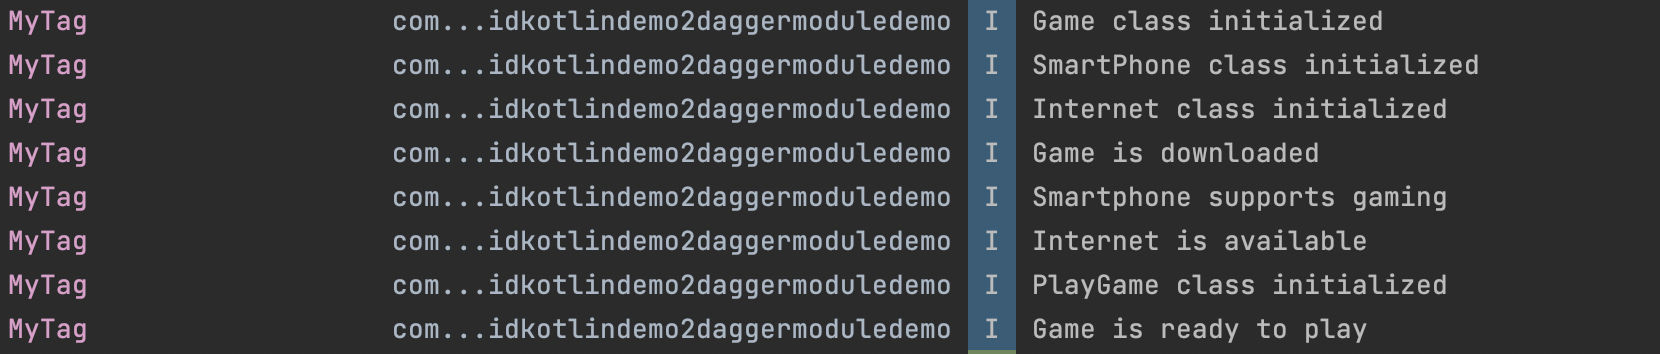 MyTag com...idkotlindemo2daggermoduledemo I Game class initialized
MyTag com...idkotlindemo2daggermoduledemo I SmartPhone class initialized
MyTag com...idkotlindemo2daggermoduledemo I Internet class initialized
MyTag com...idkotlindemo2daggermoduledemo I Game is downloaded
MyTag com...idkotlindemo2daggermoduledemo I Smartphone supports gaming
MyTag com...idkotlindemo2daggermoduledemo I Internet is available
MyTag com...idkotlindemo2daggermoduledemo I PlayGame class initialized
MyTag com...idkotlindemo2daggermoduledemo I Game is ready to play